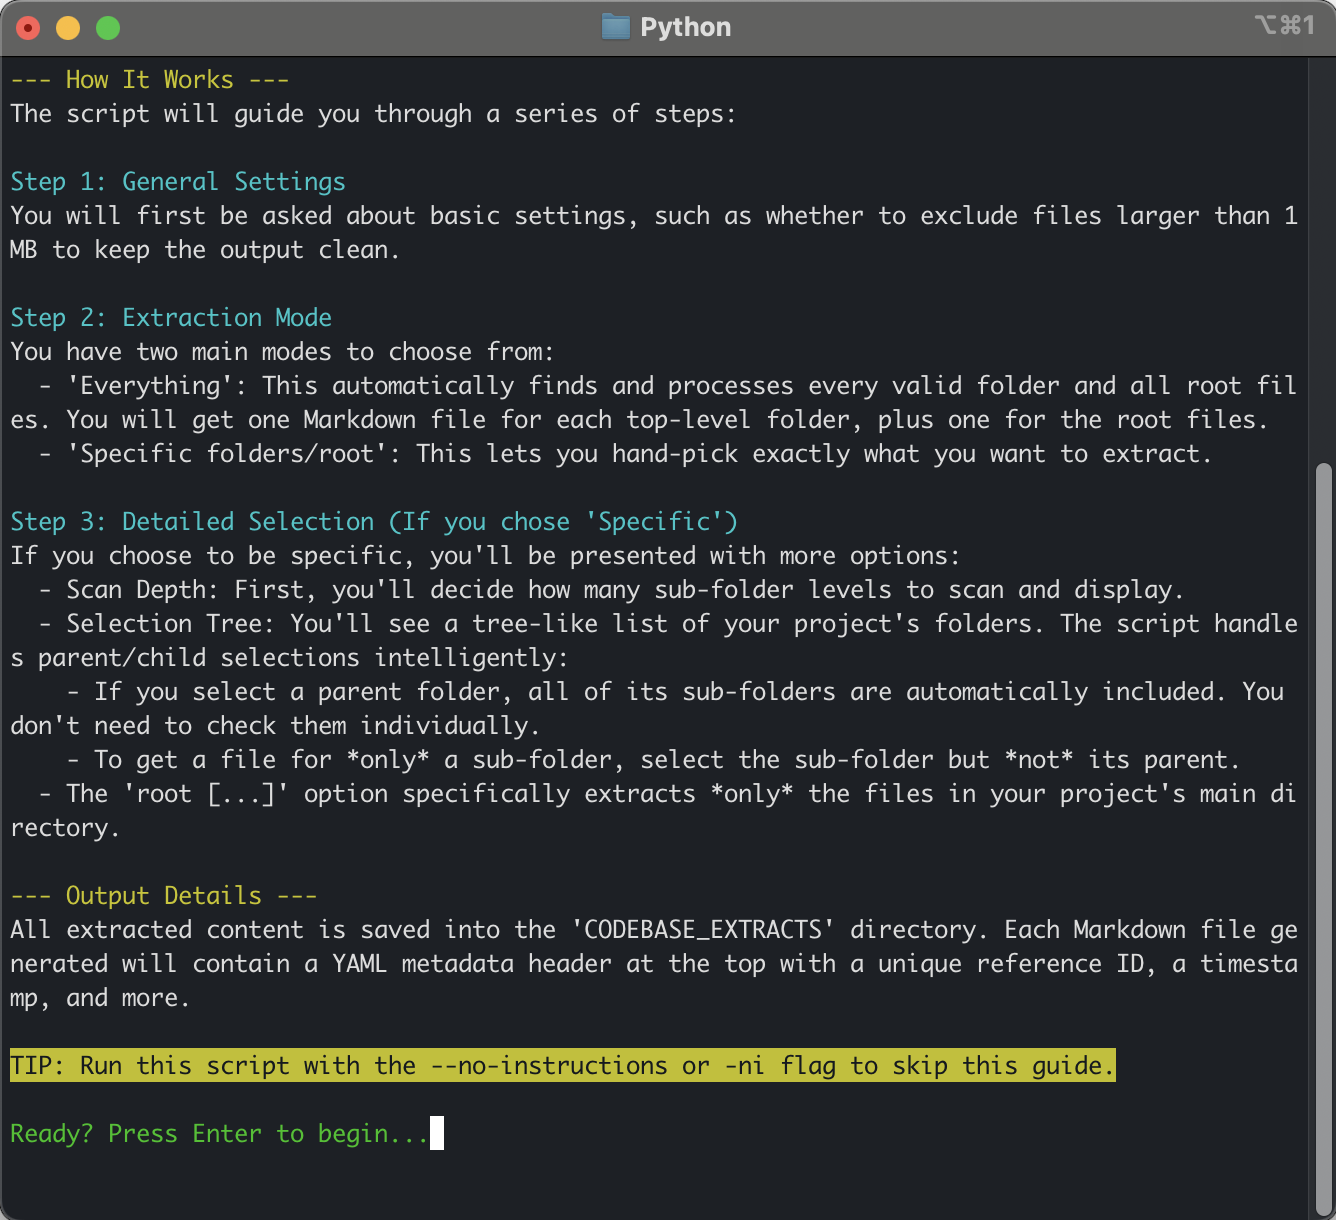 Python
⌥⌘1
--- How It Works ---
The script will guide you through a series of steps:
Step 1: General Settings
You will first be asked about basic settings, such as whether to exclude files larger than 1
MB to keep the output clean.
Step 2: Extraction Mode
You have two main modes to choose from:
  - 'Everything': This automatically finds and processes every valid folder and all root fil
es. You will get one Markdown file for each top-level folder, plus one for the root files.
  - 'Specific folders/root': This lets you hand-pick exactly what you want to extract.
Step 3: Detailed Selection (If you chose 'Specific')
If you choose to be specific, you'll be presented with more options:
  - Scan Depth: First, you'll decide how many sub-folder levels to scan and display.
  - Selection Tree: You'll see a tree-like list of your project's folders. The script handle
s parent/child selections intelligently:
    - If you select a parent folder, all of its sub-folders are automatically included. You
don't need to check them individually.
    - To get a file for *only* a sub-folder, select the sub-folder but *not* its parent.
  - The 'root [...]' option specifically extracts *only* the files in your project's main di
rectory.
--- Output Details ---
All extracted content is saved into the 'CODEBASE_EXTRACTS' directory. Each Markdown file ge
nerated will contain a YAML metadata header at the top with a unique reference ID, a timesta
mp, and more.
TIP: Run this script with the --no-instructions or -ni flag to skip this guide.
Ready? Press Enter to begin...